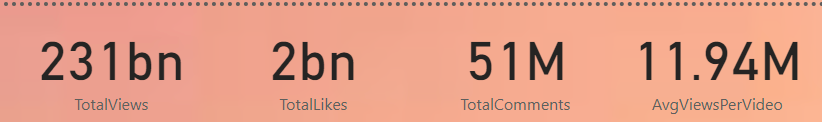 231bn 2bn 51M 11.94M
TotalViews TotalLikes TotalComments AvgViewsPerVideo